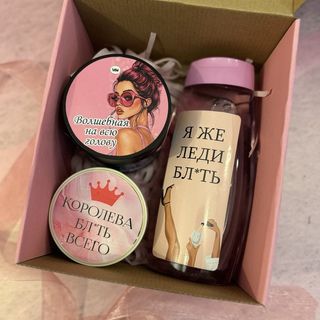 Волшебная
на всю
голову
Я ЖЕ
ЛЕДИ
БЛ*ТЬ
КОРОЛЕВА
БЛ*ТЬ
ВСЕГО